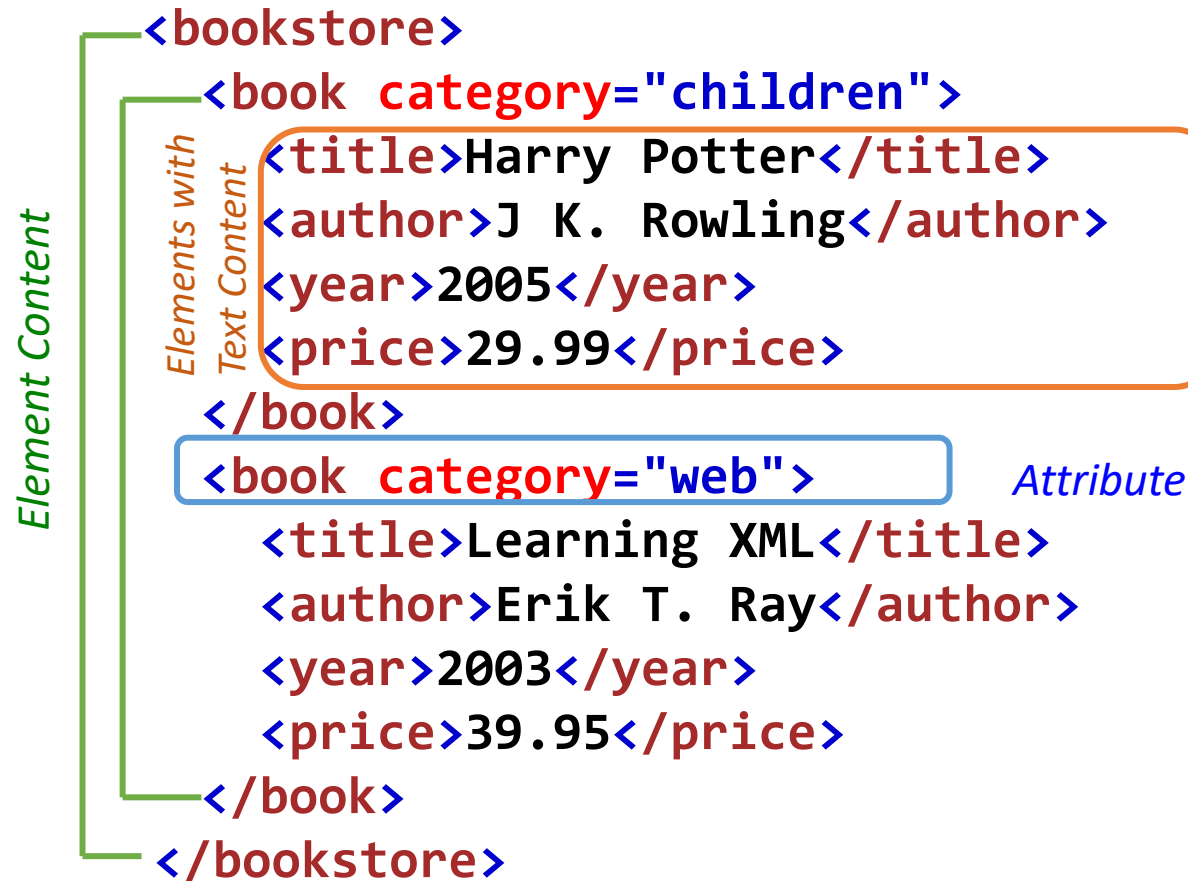 <bookstore>
<book category="children">
<title>Harry Potter</title>
<author>J K. Rowling</author>
<year>2005</year>
<price>29.99</price>
</book>
<book category="web">
<title>Learning XML</title>
<author>Erik T. Ray</author>
<year>2003</year>
<price>39.95</price>
</book>
</bookstore>
Element Content
Elements with
Text Content
Attribute